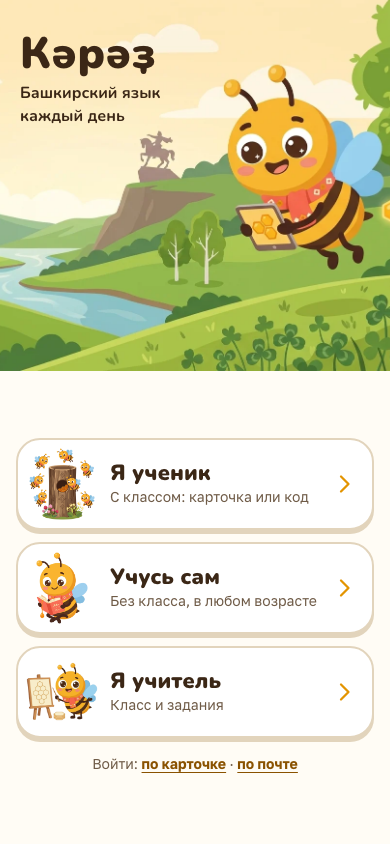 Кәрәҙ
Башкирский язык
каждый день
Я ученик
С классом: карточка или код
Учусь сам
Без класса, в любом возрасте
Я учитель
Класс и задания
Войти: по карточке · по почте